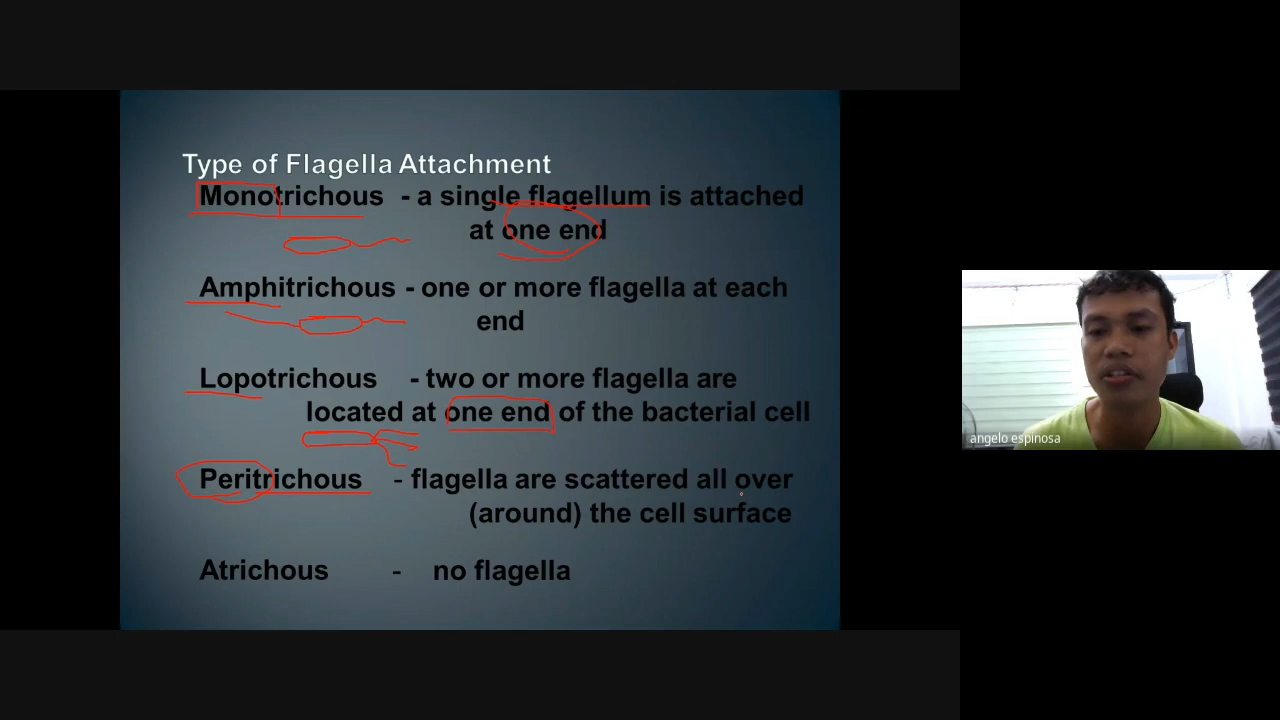 Type of Flagella Attachment
Monotrichous - a single flagellum is attached
at one end
Amphitrichous - one or more flagella at each
end
Lopotrichous - two or more flagella are
located at one end of the bacterial cell
Peritrichous - flagella are scattered all over
(around) the cell surface
Atrichous - no flagella
angelo espinosa